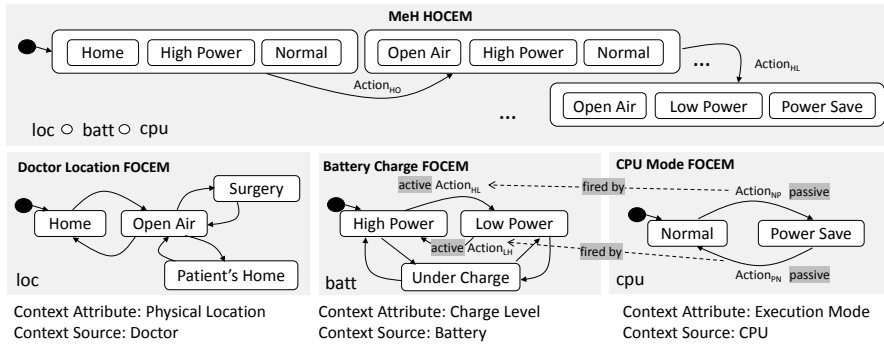 MeH HOCEM
Home High Power Normal Open Air High Power Normal ...
Action_HO Action_HL
... Open Air Low Power Power Save
loc ○ batt ○ cpu
Doctor Location FOCEM
Surgery
Home Open Air
Patient's Home
loc
Battery Charge FOCEM
active Action_HL
High Power Low Power
active Action_LH
Under Charge
batt
CPU Mode FOCEM
fired by Action_NP passive
Normal Power Save
fired by
Action_PN passive
cpu
Context Attribute: Physical Location
Context Source: Doctor
Context Attribute: Charge Level
Context Source: Battery
Context Attribute: Execution Mode
Context Source: CPU